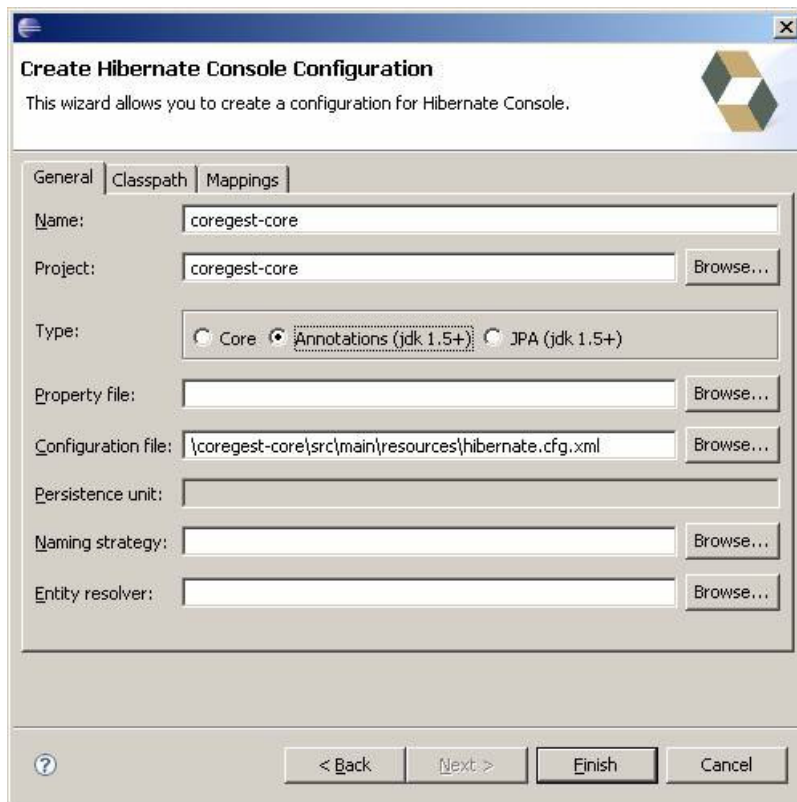 Create Hibernate Console Configuration
This wizard allows you to create a configuration for Hibernate Console.
General Classpath Mappings
Name: coregest-core
Project: coregest-core Browse...
Type: Core Annotations (jdk 1.5+) JPA (jdk 1.5+)
Property file: Browse...
Configuration file: \coregest-core\src\main\resources\hibernate.cfg.xml Browse...
Persistence unit:
Naming strategy: Browse...
Entity resolver: Browse...
? < Back Next > Finish Cancel